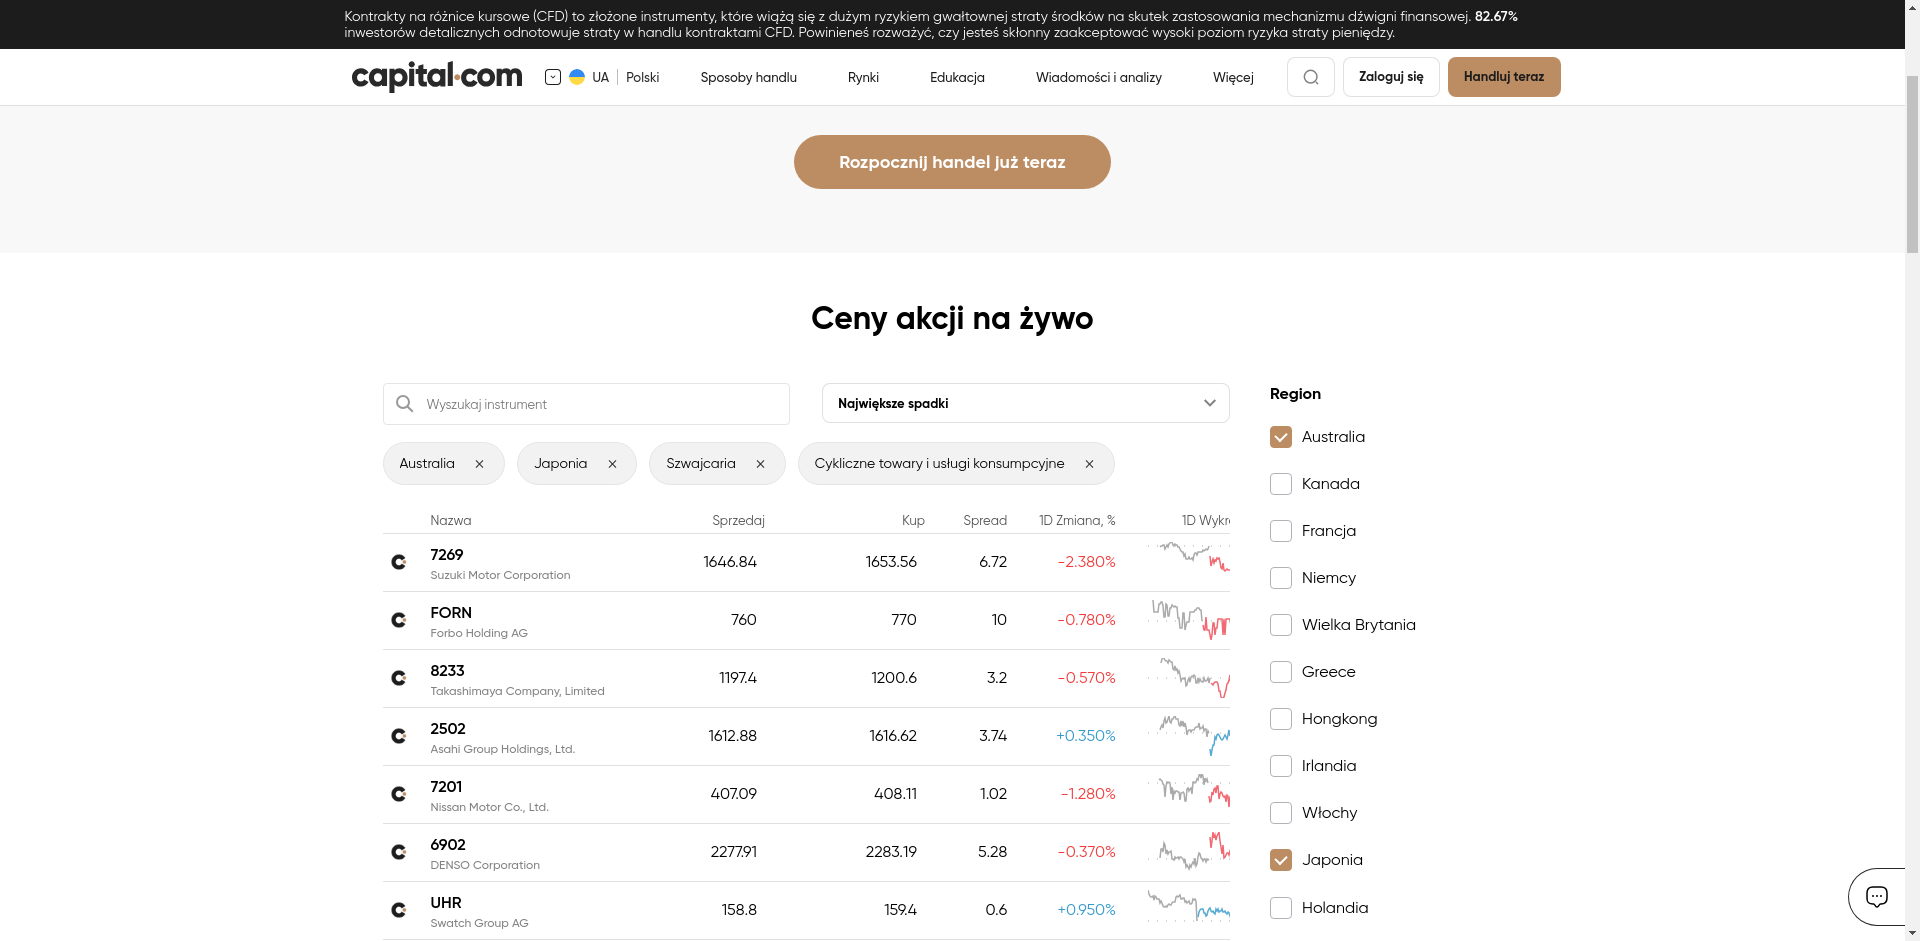 Kontrakty na różnice kursowe (CFD) to złożone instrumenty, które wiążą się z dużym ryzykiem gwałtownej straty środków na skutek zastosowania mechanizmu dźwigni finansowej. 82.67%
inwestorów detalicznych odnotowuje straty w handlu kontraktami CFD. Powinieneś rozważyć, czy jesteś skłonny zaakceptować wysoki poziom ryzyka straty pieniędzy.
capital.com UA Polski Sposoby handlu Rynki Edukacja Wiadomości i analizy Więcej Zaloguj się Handluj teraz
Rozpocznij handel już teraz
Ceny akcji na żywo
Wyszukaj instrument
Największe spadki
Australia Japonia Szwajcaria Cykliczne towary i usługi konsumpcyjne
Nazwa Sprzedaj Kup Spread 1D Zmiana, %
7269 1646.84 1653.56 6.72 -2.380%
Suzuki Motor Corporation
FORN 760 770 10 -0.780%
Forbo Holding AG
8233 1197.4 1200.6 3.2 -0.570%
Takashimaya Company, Limited
2502 1612.88 1616.62 3.74 +0.350%
Asahi Group Holdings, Ltd.
7201 407.09 408.11 1.02 -1.280%
Nissan Motor Co., Ltd.
6902 2277.91 2283.19 5.28 -0.370%
DENSO Corporation
UHR 158.8 159.4 0.6 +0.950%
Swatch Group AG
Region
Australia
Kanada
Francja
Niemcy
Wielka Brytania
Greece
Hongkong
Irlandia
Włochy
Japonia
Holandia